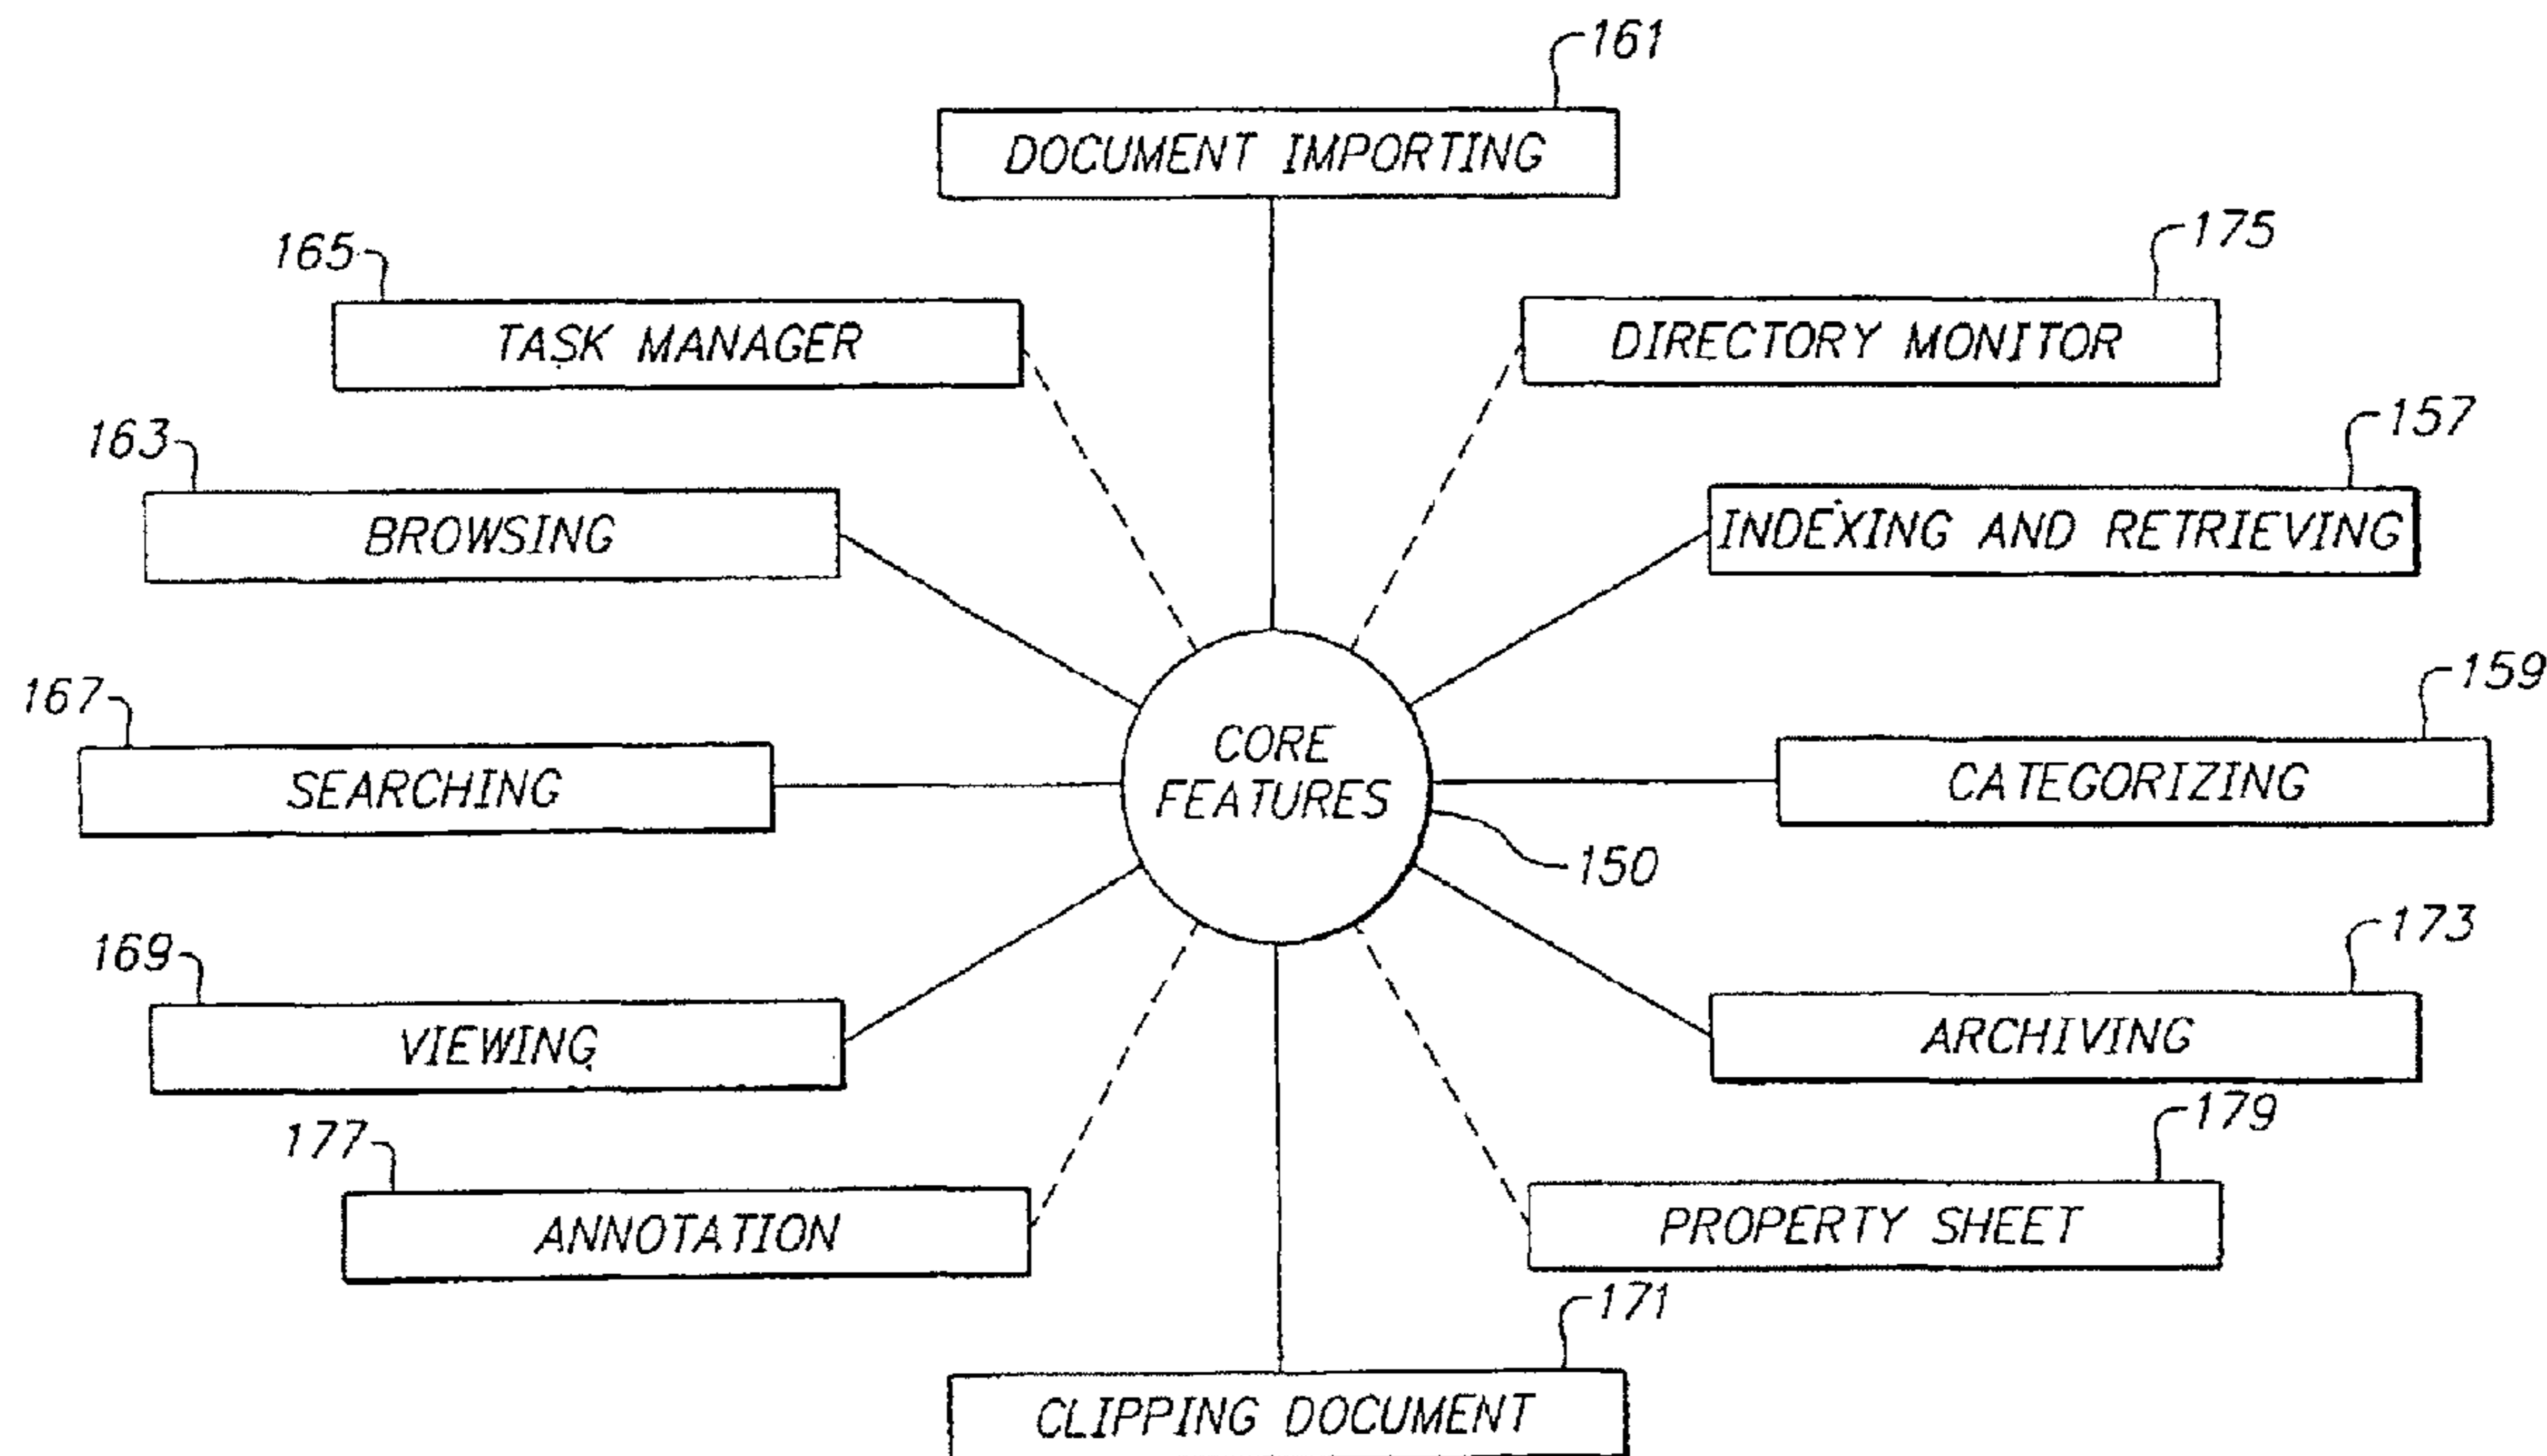 161
DOCUMENT IMPORTING
165
175
TASK MANAGER
DIRECTORY MONITOR
163
157
BROWSING
INDEXING AND RETRIEVING
167
159
CORE
FEATURES
SEARCHING
CATEGORIZING
150
169
173
VIEWING
ARCHIVING
177
179
ANNOTATION
PROPERTY SHEET
171
CLIPPING DOCUMENT